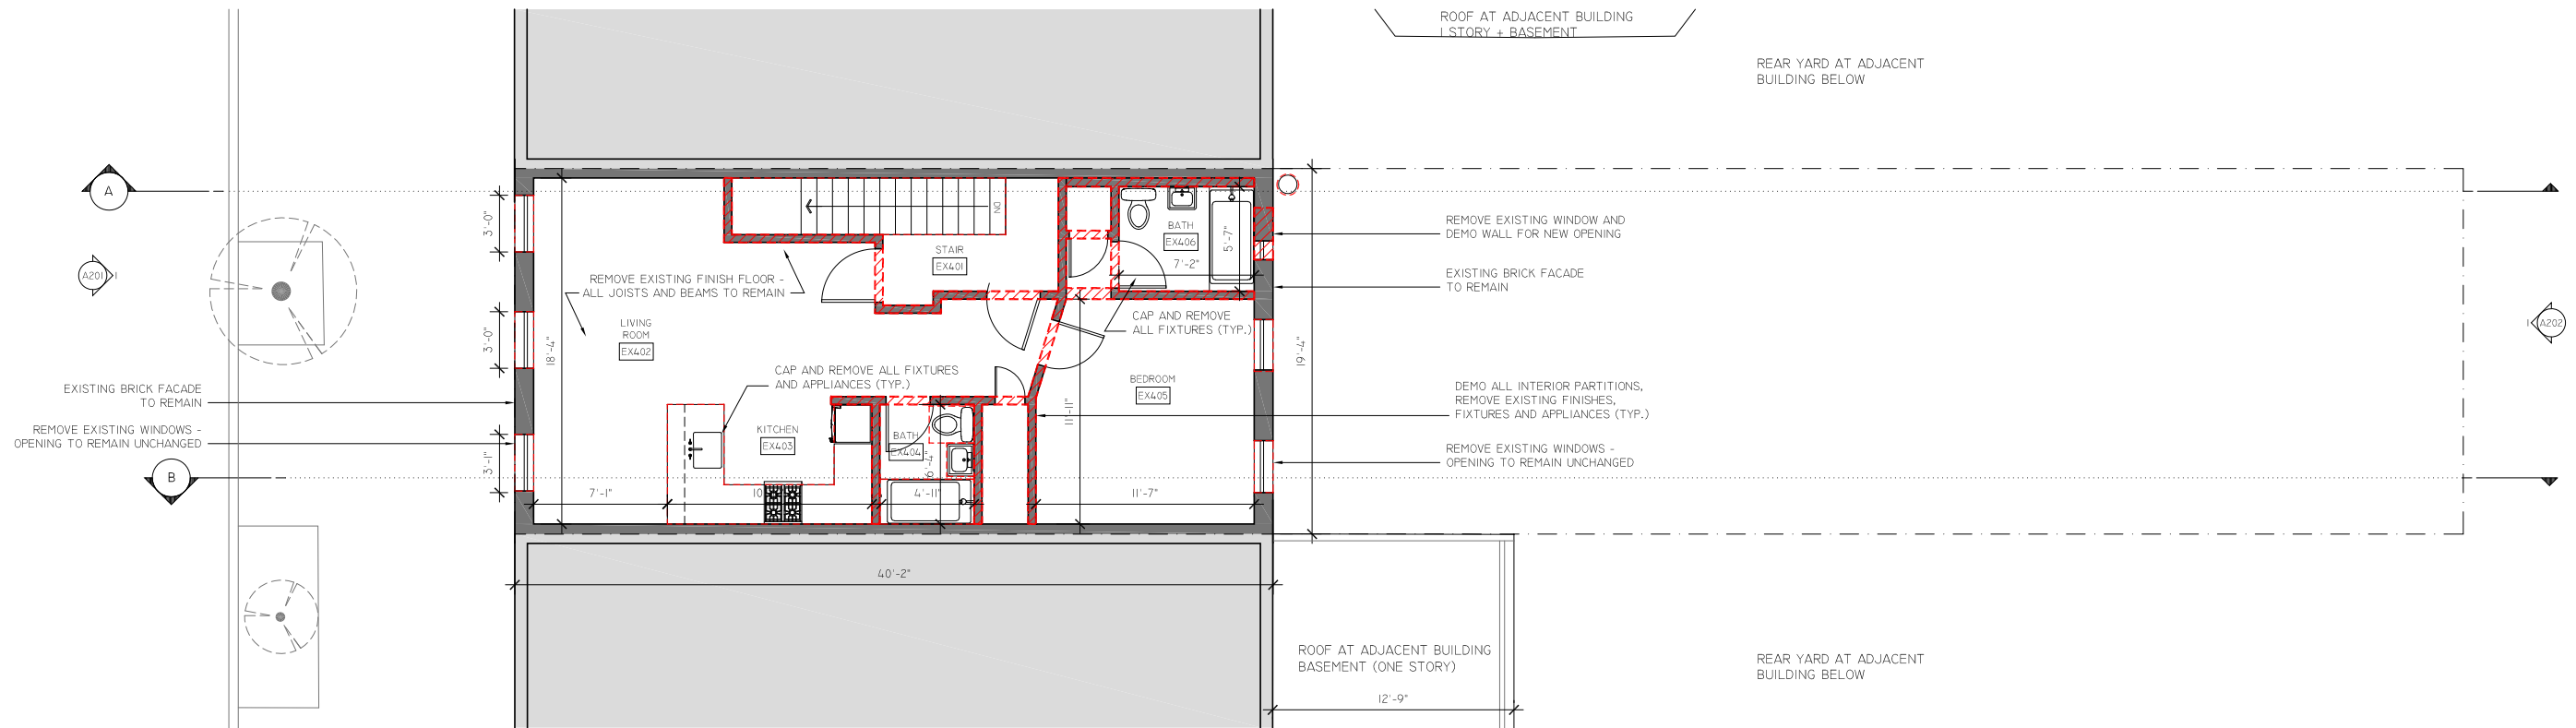 ROOF AT ADJACENT BUILDING
1 STORY + BASEMENT
REAR YARD AT ADJACENT
BUILDING BELOW
A
A201
1
3'-0"
3'-0"
3'-1"
18'-4"
EXISTING BRICK FACADE
TO REMAIN
REMOVE EXISTING WINDOWS -
OPENING TO REMAIN UNCHANGED
B
DN
STAIR
EX401
REMOVE EXISTING FINISH FLOOR -
ALL JOISTS AND BEAMS TO REMAIN
LIVING
ROOM
EX402
CAP AND REMOVE ALL FIXTURES
AND APPLIANCES (TYP.)
KITCHEN
EX403
BATH
EX404
6'-4"
7'-1"
10
4'-11"
11'-7"
BATH
EX406
5'-7"
7'-2"
CAP AND REMOVE
ALL FIXTURES (TYP.)
BEDROOM
EX405
11'-11"
19'-4"
REMOVE EXISTING WINDOW AND
DEMO WALL FOR NEW OPENING
EXISTING BRICK FACADE
TO REMAIN
DEMO ALL INTERIOR PARTITIONS,
REMOVE EXISTING FINISHES,
FIXTURES AND APPLIANCES (TYP.)
REMOVE EXISTING WINDOWS -
OPENING TO REMAIN UNCHANGED
1
A202
40'-2"
ROOF AT ADJACENT BUILDING
BASEMENT (ONE STORY)
12'-9"
REAR YARD AT ADJACENT
BUILDING BELOW